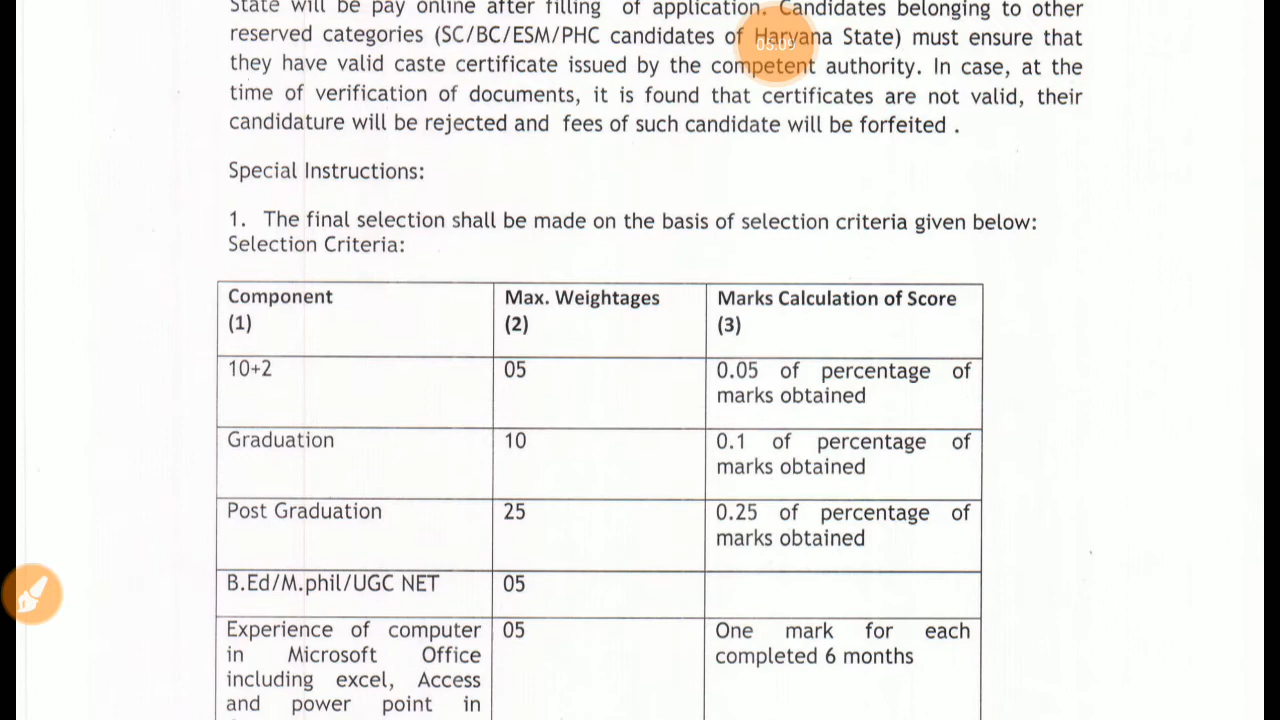 State will be pay online after filling of application. Candidates belonging to other
reserved categories (SC/BC/ESM/PHC candidates of Haryana State) must ensure that
05:09
they have valid caste certificate issued by the competent authority. In case, at the
time of verification of documents, it is found that certificates are not valid, their
candidature will be rejected and fees of such candidate will be forfeited .
Special Instructions:
1. The final selection shall be made on the basis of selection criteria given below:
Selection Criteria:
Component
(1)
Max. Weightages
(2)
Marks Calculation of Score
(3)
10+2
05
0.05 of percentage of
marks obtained
Graduation
10
0.1 of percentage of
marks obtained
Post Graduation
25
0.25 of percentage of
marks obtained
B.Ed/M.phil/UGC NET
05
Experience of computer
in Microsoft Office
including excel, Access
and power point in
05
One mark for each
completed 6 months